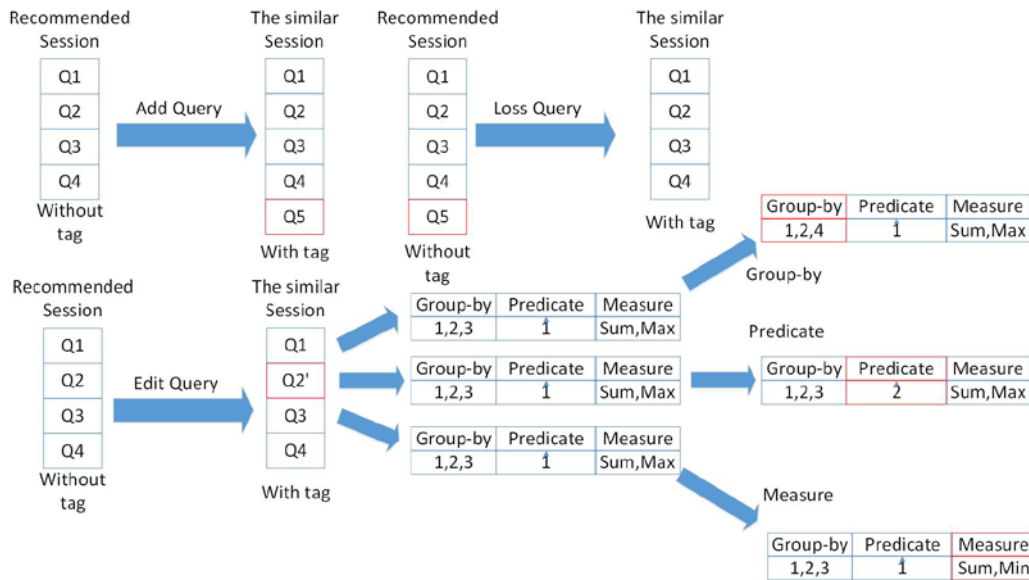 Recommended
Session
Q1
Q2
Q3
Q4
Without
tag
Add Query
The similar
Session
Q1
Q2
Q3
Q4
Q5
With tag
Recommended
Session
Q1
Q2
Q3
Q4
Q5
Without
tag
Loss Query
The similar
Session
Q1
Q2
Q3
Q4
With tag
Recommended
Session
Q1
Q2
Q3
Q4
Without
tag
Edit Query
The similar
Session
Q1
Q2'
Q3
Q4
With tag
Group-by Predicate Measure
1,2,3 1 Sum,Max
Group-by Predicate Measure
1,2,3 1 Sum,Max
Group-by Predicate Measure
1,2,3 1 Sum,Max
Group-by Predicate Measure
1,2,4 1 Sum,Max
Group-by
Predicate
Group-by Predicate Measure
1,2,3 2 Sum,Max
Measure
Group-by Predicate Measure
1,2,3 1 Sum,Min